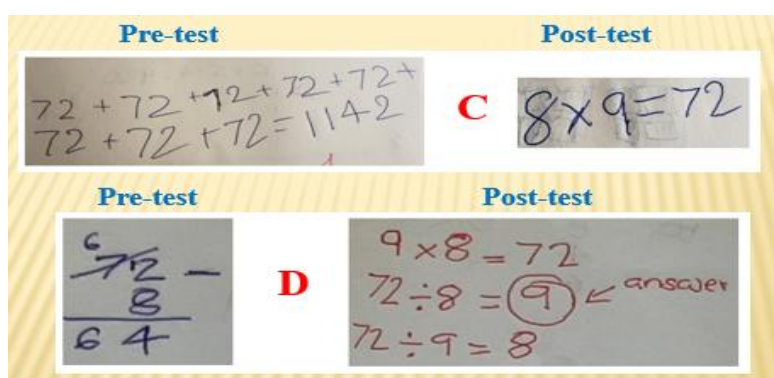 Pre-test
Post-test
72 + 72 + 72 + 72 + 72 +
72 + 72 + 72 = 1142
C
8 × 9 = 72
Pre-test
Post-test
6
72 -
8
64
D
9 × 8 = 72
72 ÷ 8 = 9 ← answer
72 ÷ 9 = 8